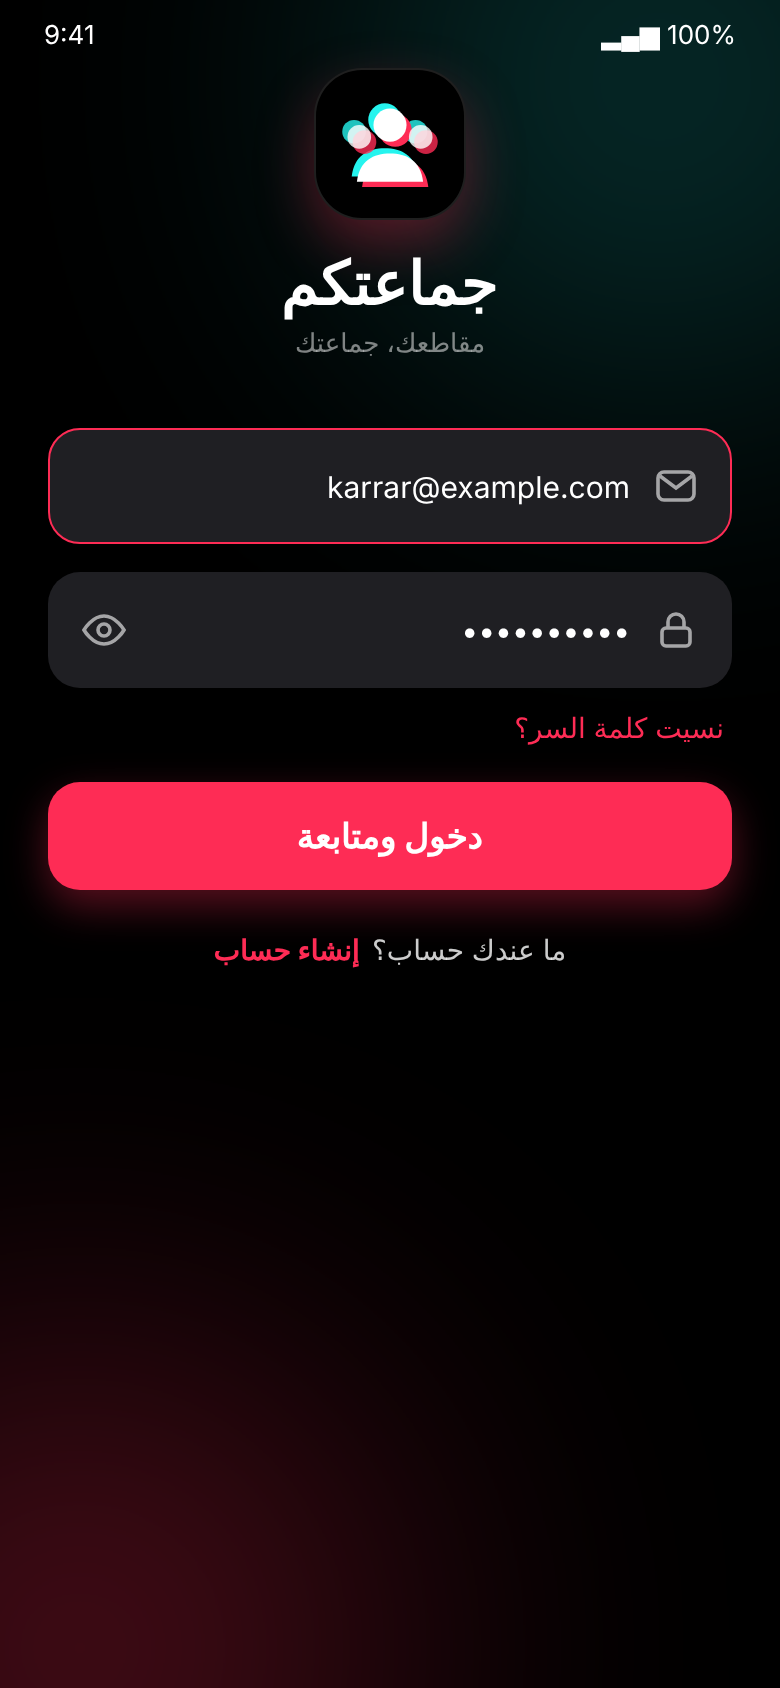 9:41
100%
جماعتكم
مقاطعك، جماعتك
karrar@example.com
••••••••••
نسيت كلمة السر؟
دخول ومتابعة
ما عندك حساب؟ إنشاء حساب